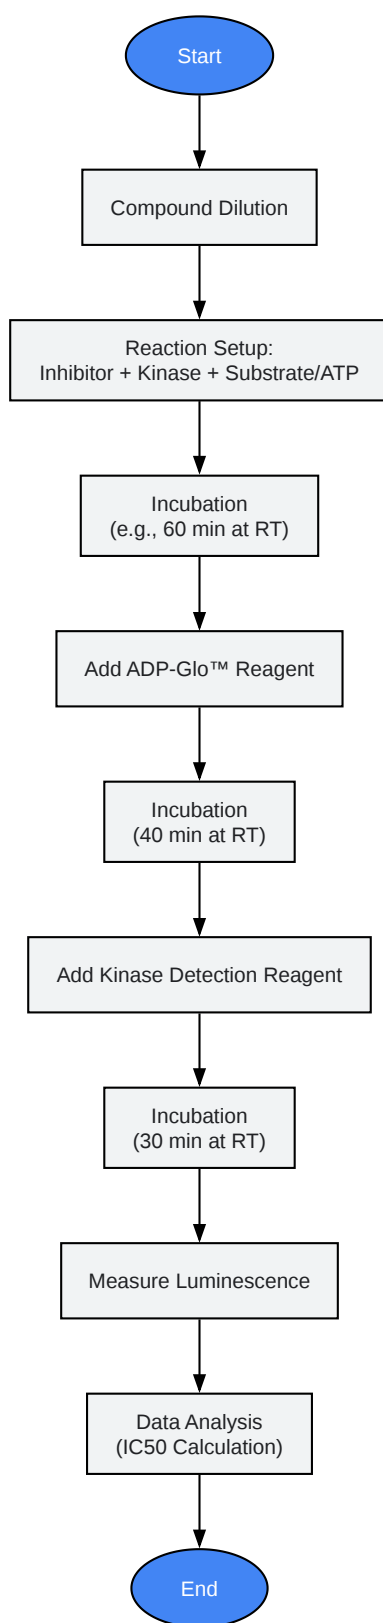 Start
Compound Dilution
Reaction Setup:
Inhibitor + Kinase + Substrate/ATP
Incubation
(e.g., 60 min at RT)
Add ADP-Glo™ Reagent
Incubation
(40 min at RT)
Add Kinase Detection Reagent
Incubation
(30 min at RT)
Measure Luminescence
Data Analysis
(IC50 Calculation)
End